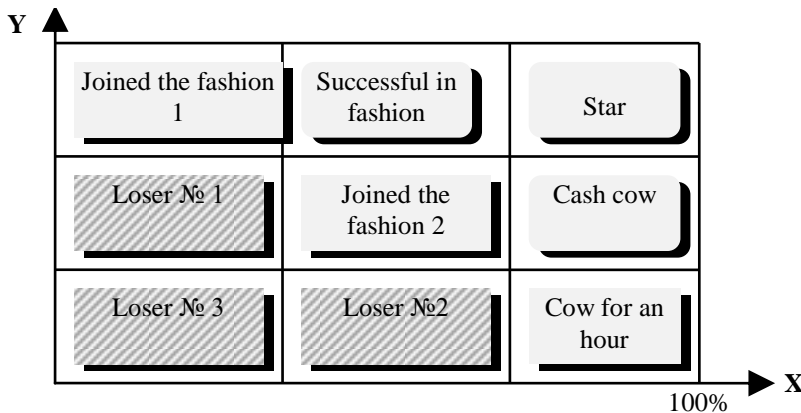 Y
Joined the fashion
1
Successful in
fashion
Star
Loser № 1
Joined the
fashion 2
Cash cow
Loser № 3
Loser №2
Cow for an
hour
X
100%